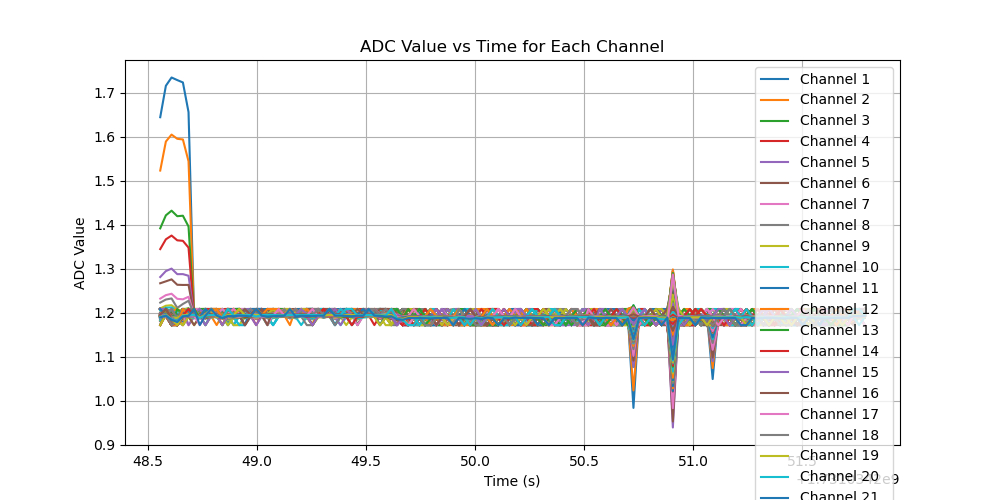 ADC Value vs Time for Each Channel
ADC Value
1.7
1.6
1.5
1.4
1.3
1.2
1.1
1.0
0.9
48.5
49.0
49.5
50.0
50.5
51.0
51.5
Time (s)
Channel 1
Channel 2
Channel 3
Channel 4
Channel 5
Channel 6
Channel 7
Channel 8
Channel 9
Channel 10
Channel 11
Channel 12
Channel 13
Channel 14
Channel 15
Channel 16
Channel 17
Channel 18
Channel 19
Channel 20
Channel 21